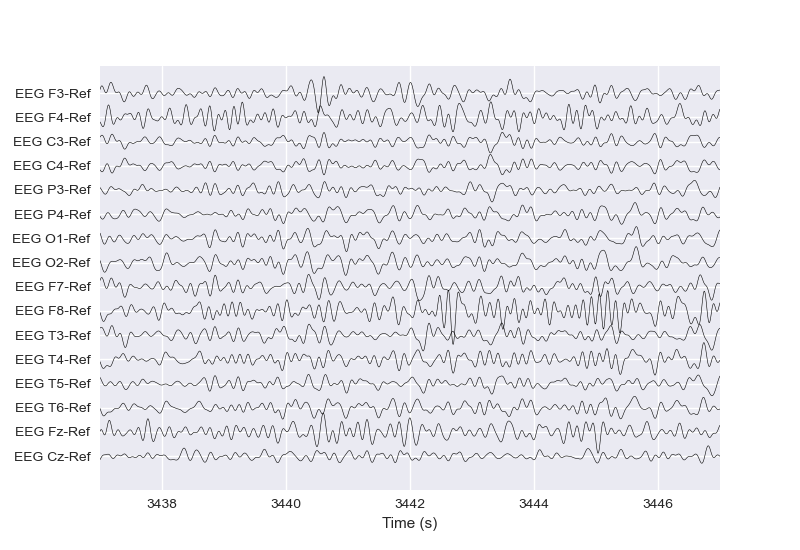 EEG F3-Ref
EEG F4-Ref
EEG C3-Ref
EEG C4-Ref
EEG P3-Ref
EEG P4-Ref
EEG O1-Ref
EEG O2-Ref
EEG F7-Ref
EEG F8-Ref
EEG T3-Ref
EEG T4-Ref
EEG T5-Ref
EEG T6-Ref
EEG Fz-Ref
EEG Cz-Ref
3438 3440 3442 3444 3446
Time (s)